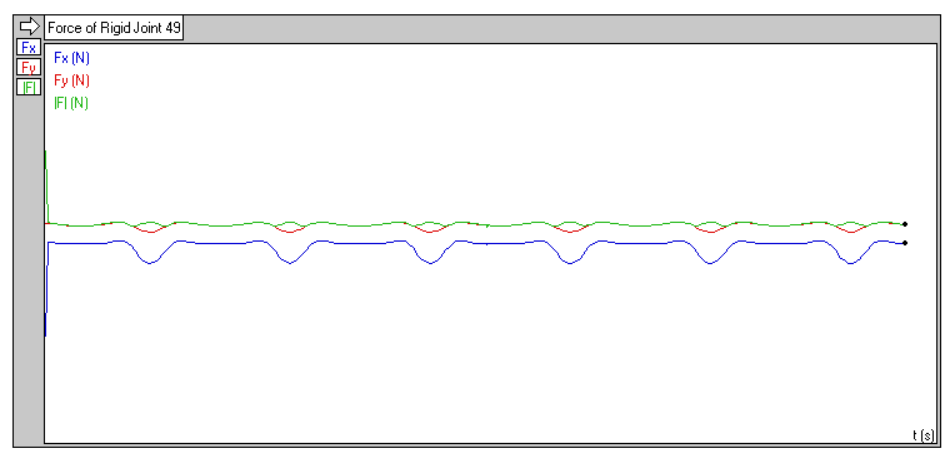 Force of Rigid Joint 49
Fx
Fy
|F|
Fx (N)
Fy (N)
|F| (N)
t (s)